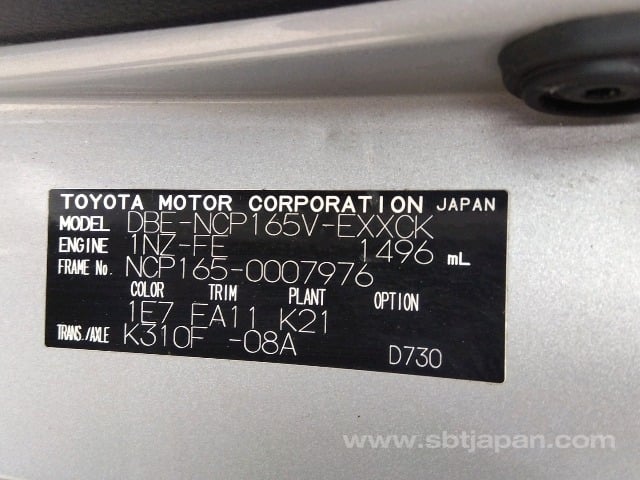 TOYOTA MOTOR CORPORATION JAPAN
MODEL DBE-NCP165V-EXXCK
ENGINE 1NZ-FE 1496 mL
FRAME No. NCP165-0007976
COLOR TRIM PLANT OPTION
1E7 FA11 K21
TRANS./AXLE K310F -08A D730
www.sbtjapan.com